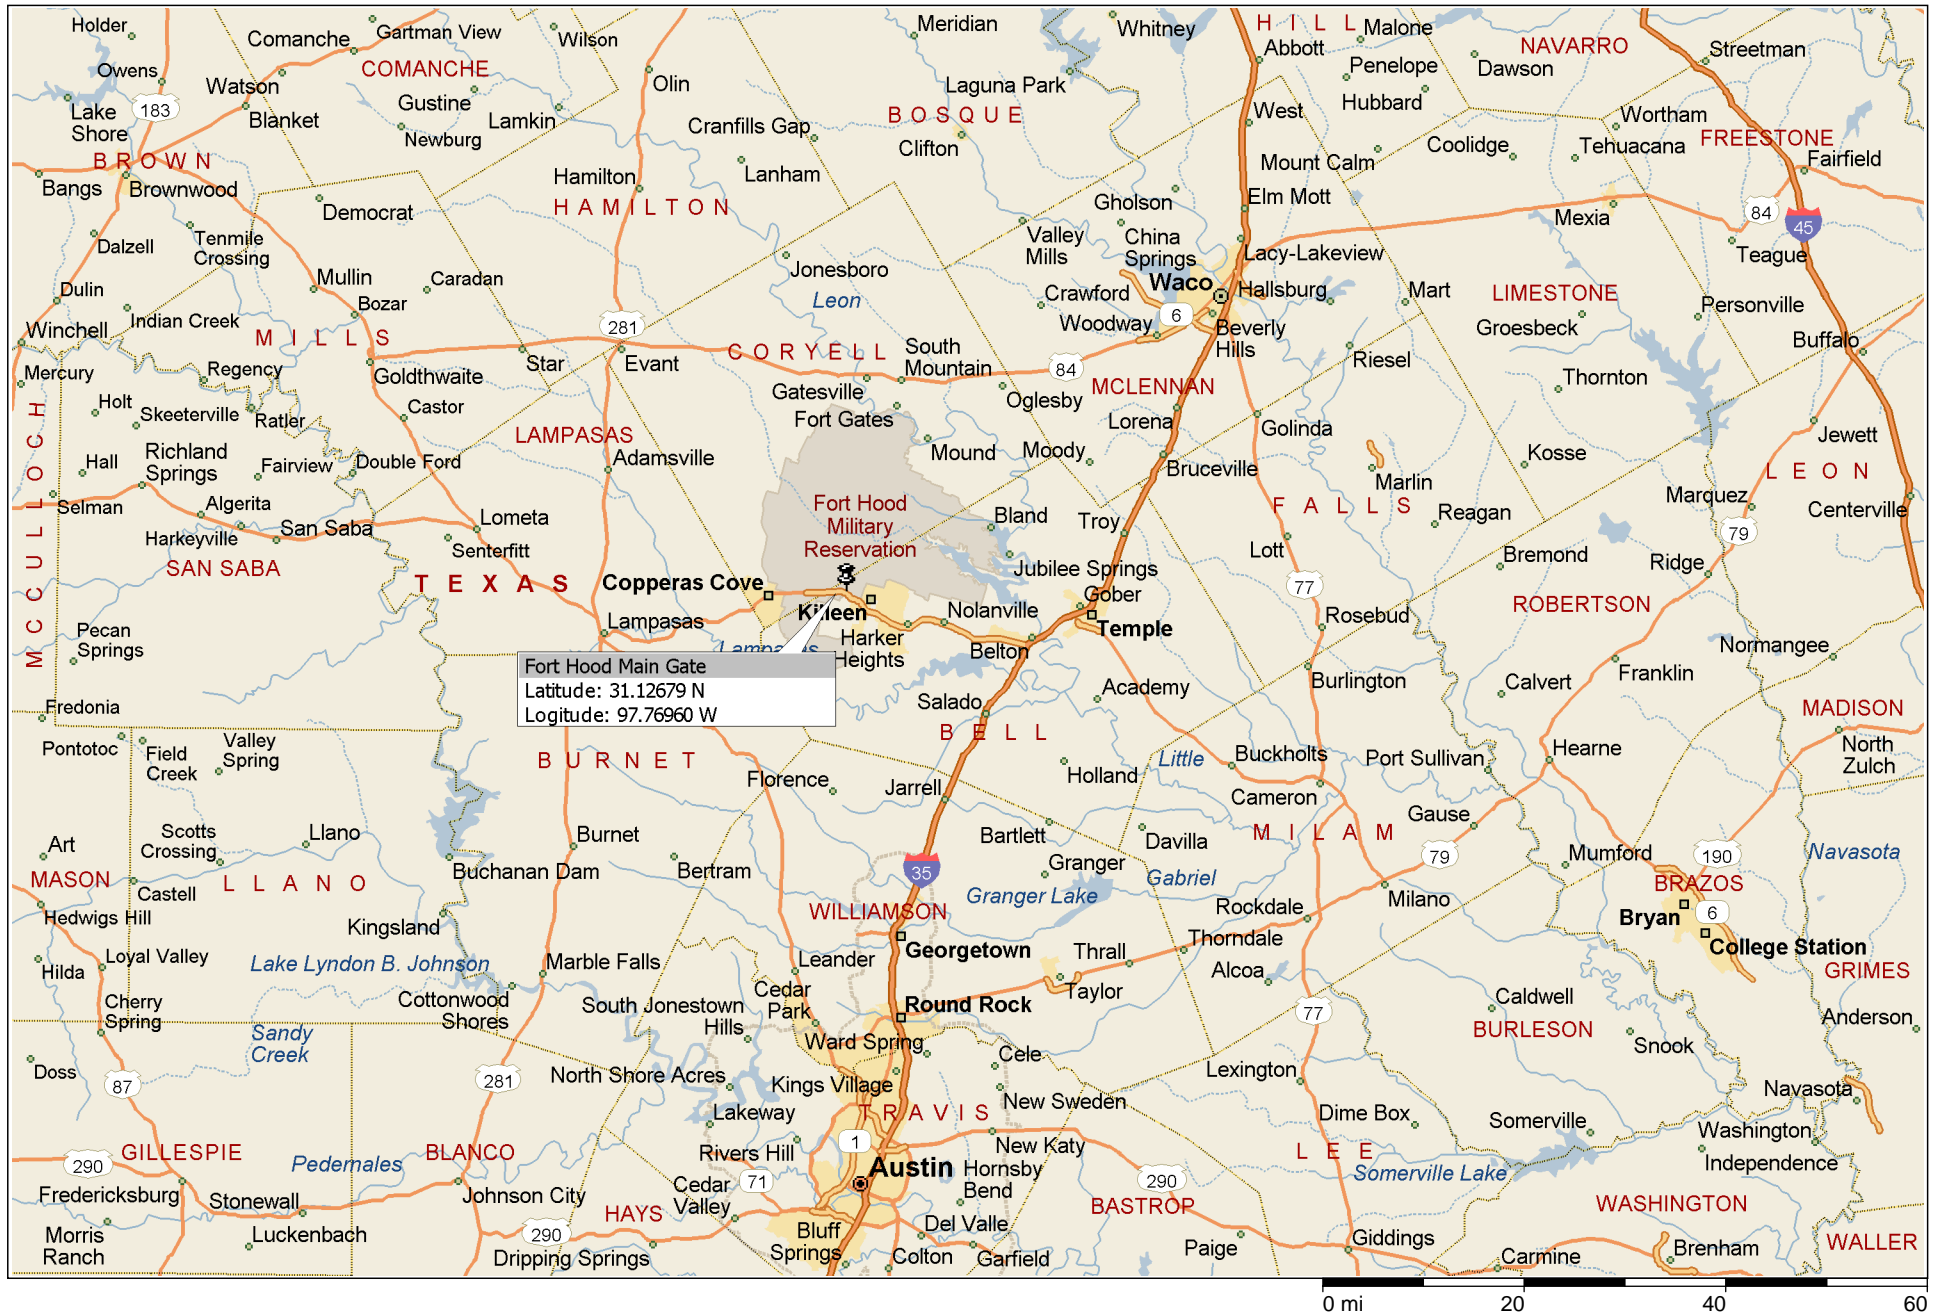 Holder
Comanche
Gartman View
Wilson
Meridian
Whitney
HILL
Malone
Abbott
NAVARRO
Streetman
Owens
Watson
COMANCHE
Olin
Laguna Park
Penelope
Dawson
183
Lake
Shore
Blanket
Gustine
Newburg
Lamkin
Cranfills Gap
BOSQUE
Clifton
West
Hubbard
Wortham
BROWN
Bangs
Brownwood
Hamilton
Lanham
Mount Calm
Coolidge
Tehuacana
FREESTONE
Fairfield
Democrat
HAMILTON
Gholson
Elm Mott
Mexia
84
45
Dalzell
Tenmile
Crossing
Valley
Mills
China
Springs
Lacy-Lakeview
Teague
Mullin
Caradan
Jonesboro
Leon
Crawford
Waco
Hallsburg
Mart
LIMESTONE
Personville
Dulin
Bozar
Indian Creek
Winchell
MILLS
281
Woodway
6
Beverly
Hills
Groesbeck
Buffalo
Mercury
Regency
Goldthwaite
Star
Evant
CORYELL
South
Mountain
84
MCLENNAN
Riesel
Thornton
Holt
Skeeterville
Ratler
Castor
Gatesville
Fort Gates
Oglesby
Lorena
Golinda
Jewett
MCCULLOCH
Richland
Springs
Hall
Fairview
Double Ford
LAMPASAS
Adamsville
Mound
Moody
Bruceville
Marlin
Kosse
LEON
Selman
Algerita
Harkeyville
San Saba
Lometa
Senterfitt
Fort Hood
Military
Reservation
Bland
Troy
FALLS
Reagan
Marquez
Centerville
79
SAN SABA
TEXAS
Copperas Cove
Killeen
Jubilee Springs
Gober
Lott
77
Bremond
Ridge
ROBERTSON
Lampasas
Nolanville
Temple
Rosebud
Pecan
Springs
Lampasas
Harker
Heights
Belton
Normangee
Fort Hood Main Gate
Latitude: 31.12679 N
Logitude: 97.76960 W
Fredonia
Salado
Academy
Burlington
Calvert
Franklin
MADISON
Pontotoc
Field
Creek
Valley
Spring
BURNET
BELL
Little
Buckholts
Port Sullivan
Hearne
North
Zulch
Florence
Jarrell
Holland
Cameron
Gause
Art
Scotts
Crossing
Llano
Burnet
Bartlett
Davilla
MILAM
79
Mumford
190
Navasota
MASON
Castell
LLANO
Buchanan Dam
Bertram
35
Granger
Granger Lake
Gabriel
Milano
BRAZOS
Hedwigs Hill
Kingsland
WILLIAMSON
Georgetown
Rockdale
Bryan
6
College Station
Hilda
Loyal Valley
Lake Lyndon B. Johnson
Marble Falls
Leander
Thrall
Thorndale
Alcoa
GRIMES
Cherry
Spring
Cottonwood
Shores
South Jonestown
Hills
Cedar
Park
Round Rock
Taylor
77
Caldwell
BURLESON
Anderson
Sandy
Creek
Ward Spring
Cele
Snook
Doss
87
281
North Shore Acres
Kings Village
Lexington
Navasota
Lakeway
TRAVIS
New Sweden
Dime Box
Somerville
Washington
290
GILLESPIE
Pedernales
BLANCO
Rivers Hill
1
New Katy
LEE
Somerville Lake
Independence
Fredericksburg
Stonewall
Johnson City
Cedar
Valley
71
Austin
Hornsby
Bend
290
BASTROP
WASHINGTON
Morris
Ranch
Luckenbach
HAYS
290
Dripping Springs
Bluff
Springs
Del Valle
Colton
Garfield
Paige
Giddings
Carmine
Brenham
WALLER
0 mi 20 40 60